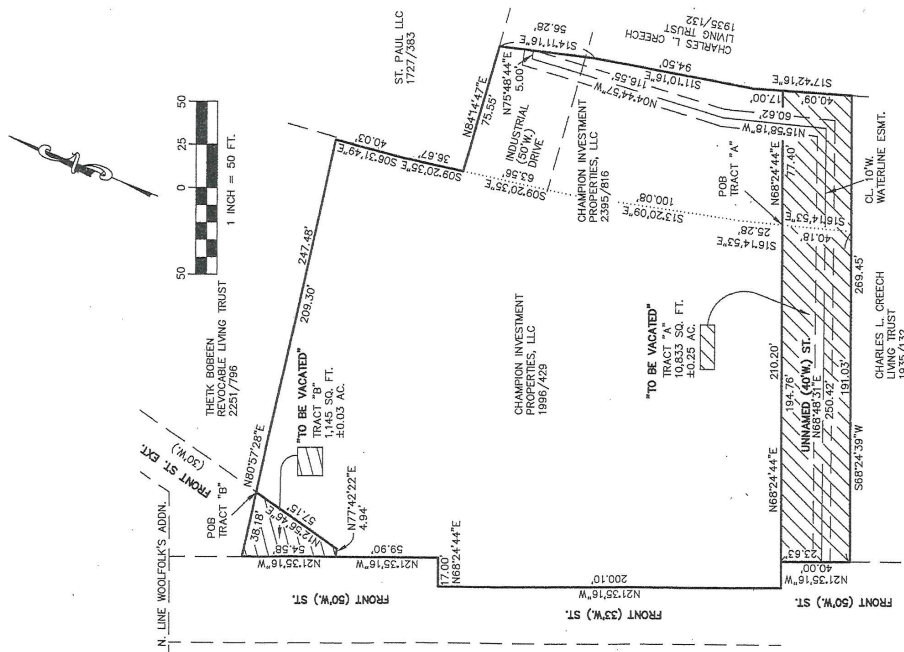 N. LINE WOOLFOLK'S ADDN.
FRONT ST. EXT.
(30'W.)
THETK BOBEEN
REVOCABLE LIVING TRUST
2251/796
50
25
0
50
1 INCH = 50 FT.
ST. PAUL LLC
1727/383
POB
TRACT "B"
N80°57'28"E
209.30'
247.48'
38.18'
N12°56'46"E
57.15'
54.58'
N21°35'16"W
N77°42'22"E
4.94'
"TO BE VACATED"
TRACT "B"
1,145 SQ. FT.
±0.03 AC.
S06°31'49"E
40.03'
S09°20'35"E
36.67'
N84°14'47"E
75.55'
N75°48'44"E
5.00'
S14°11'16"E
56.28'
INDUSTRIAL
(50'W.)
DRIVE
S09°20'35"E
63.56'
CHAMPION INVESTMENT
PROPERTIES, LLC
2395/816
CHARLES L. CREECH
LIVING TRUST
1935/132
94.50'
S11°10'16"E
116.55'
N04°44'57"W
S17°42'16"E
40.09'
17.00'
60.62'
N15°58'18"W
FRONT (50'W.) ST.
N21°35'16"W
59.90'
17.00'
N68°24'44"E
FRONT (33'W.) ST.
N21°35'16"W
200.10'
CHAMPION INVESTMENT
PROPERTIES, LLC
1996/429
S13°20'09"E
100.08'
S16°14'53"E
25.28'
POB
TRACT "A"
N68°24'44"E
77.40'
"TO BE VACATED"
TRACT "A"
10,833 SQ. FT.
±0.25 AC.
N68°24'44"E
210.20'
194.76'
UNNAMED (40'W.) ST.
N68°48'31"E
250.42'
191.03'
23.63'
40.00'
N21°35'16"W
FRONT (50'W.) ST.
S16°14'53"E
40.18'
S68°24'39"W
269.45'
CL. 10'W.
WATERLINE ESMT.
CHARLES L. CREECH
LIVING TRUST
1935/132